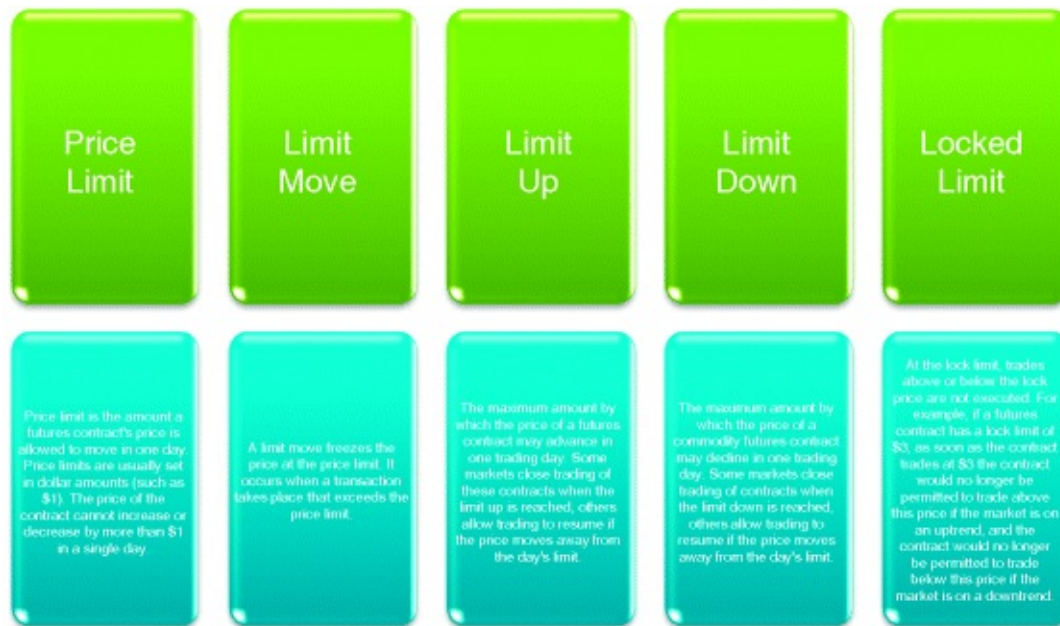 Price
Limit
Limit
Move
Limit
Up
Limit
Down
Locked
Limit
Price limit is the amount a
futures contract's price is
allowed to move in one day.
Price limits are usually set
in dollar amounts (such as
$1). The price of the
contract cannot increase or
decrease by more than $1
in a single day.
A limit move freezes the
price at the price limit. It
occurs when a transaction
takes place that exceeds the
price limit.
The maximum amount by
which the price of a futures
contract may advance in
one trading day. Some
markets close trading of
these contracts when the
limit up is reached, others
allow trading to resume if
the price moves away from
the day's limit.
The maximum amount by
which the price of a
commodity futures contract
may decline in one trading
day. Some markets close
trading of contracts when
the limit down is reached,
others allow trading to
resume if the price moves
away from the day's limit.
At the lock limit, trades
above or below the lock
price are not executed. For
example, if a futures
contract has a lock limit of
$3, as soon as the contract
trades at $3 the contract
would no longer be
permitted to trade above
this price if the market is on
an uptrend, and the
contract would no longer
be permitted to trade
below this price if the
market is on a downtrend.